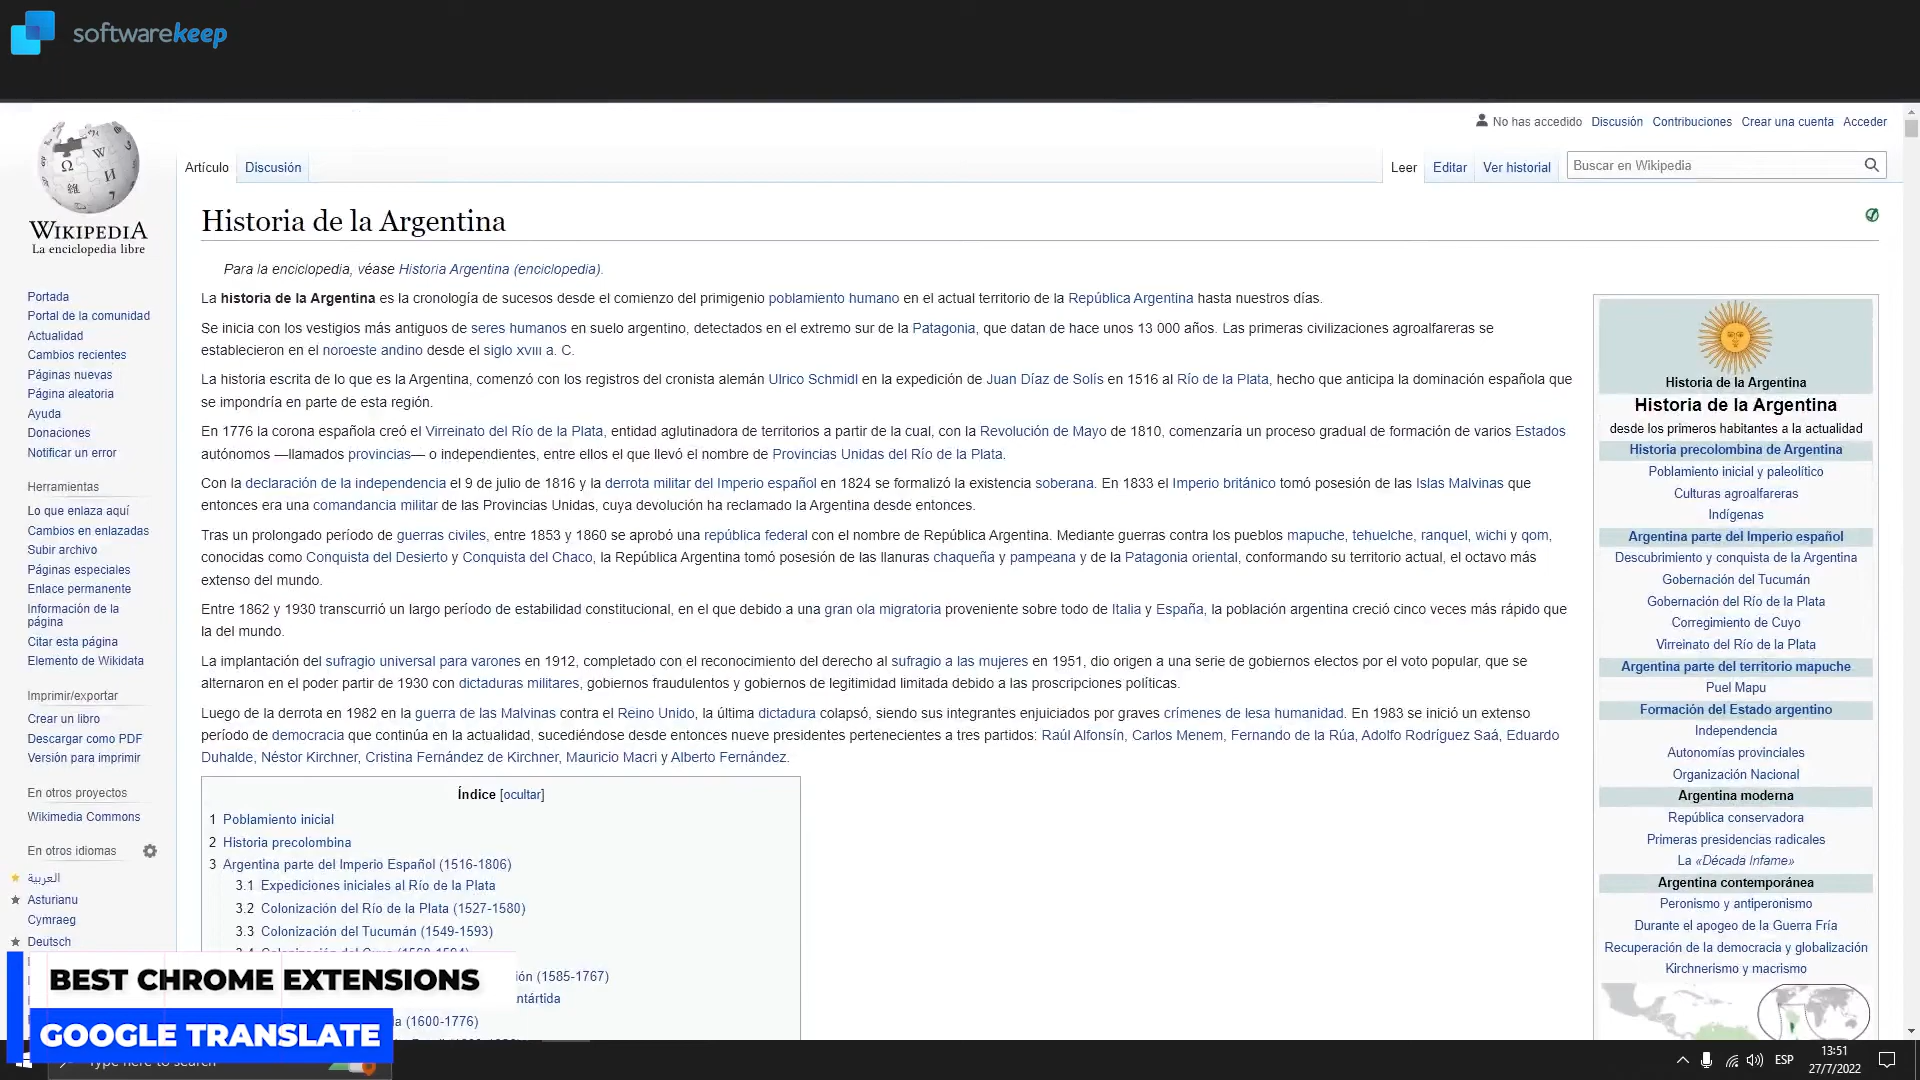 softwarekeep
No has accedido Discusión Contribuciones Crear una cuenta Acceder
Artículo Discusión Leer Editar Ver historial Buscar en Wikipedia
WIKIPEDIA
La enciclopedia libre
Portada
Portal de la comunidad
Actualidad
Cambios recientes
Páginas nuevas
Página aleatoria
Ayuda
Donaciones
Notificar un error
Herramientas
Lo que enlaza aquí
Cambios en enlazadas
Subir archivo
Páginas especiales
Enlace permanente
Información de la
página
Citar esta página
Elemento de Wikidata
Imprimir/exportar
Crear un libro
Descargar como PDF
Versión para imprimir
En otros proyectos
Wikimedia Commons
En otros idiomas
العربية
Asturianu
Cymraeg
Deutsch
Historia de la Argentina
Para la enciclopedia, véase Historia Argentina (enciclopedia).
La historia de la Argentina es la cronología de sucesos desde el comienzo del primigenio poblamiento humano en el actual territorio de la República Argentina hasta nuestros días.
Se inicia con los vestigios más antiguos de seres humanos en suelo argentino, detectados en el extremo sur de la Patagonia, que datan de hace unos 13 000 años. Las primeras civilizaciones agroalfareras se
establecieron en el noroeste andino desde el siglo XVIII a. C.
La historia escrita de lo que es la Argentina, comenzó con los registros del cronista alemán Ulrico Schmidl en la expedición de Juan Díaz de Solís en 1516 al Río de la Plata, hecho que anticipa la dominación española que
se impondría en parte de esta región.
En 1776 la corona española creó el Virreinato del Río de la Plata, entidad aglutinadora de territorios a partir de la cual, con la Revolución de Mayo de 1810, comenzaría un proceso gradual de formación de varios Estados
autónomos —llamados provincias— o independientes, entre ellos el que llevó el nombre de Provincias Unidas del Río de la Plata.
Con la declaración de la independencia el 9 de julio de 1816 y la derrota militar del Imperio español en 1824 se formalizó la existencia soberana. En 1833 el Imperio británico tomó posesión de las Islas Malvinas que
entonces era una comandancia militar de las Provincias Unidas, cuya devolución ha reclamado la Argentina desde entonces.
Tras un prolongado período de guerras civiles, entre 1853 y 1860 se aprobó una república federal con el nombre de República Argentina. Mediante guerras contra los pueblos mapuche, tehuelche, ranquel, wichi y qom,
conocidas como Conquista del Desierto y Conquista del Chaco, la República Argentina tomó posesión de las llanuras chaqueña y pampeana y de la Patagonia oriental, conformando su territorio actual, el octavo más
extenso del mundo.
Entre 1862 y 1930 transcurrió un largo período de estabilidad constitucional, en el que debido a una gran ola migratoria proveniente sobre todo de Italia y España, la población argentina creció cinco veces más rápido que
la del mundo.
La implantación del sufragio universal para varones en 1912, completado con el reconocimiento del derecho al sufragio a las mujeres en 1951, dio origen a una serie de gobiernos electos por el voto popular, que se
alternaron en el poder partir de 1930 con dictaduras militares, gobiernos fraudulentos y gobiernos de legitimidad limitada debido a las proscripciones políticas.
Luego de la derrota en 1982 en la guerra de las Malvinas contra el Reino Unido, la última dictadura colapsó, siendo sus integrantes enjuiciados por graves crímenes de lesa humanidad. En 1983 se inició un extenso
período de democracia que continúa en la actualidad, sucediéndose desde entonces nueve presidentes pertenecientes a tres partidos: Raúl Alfonsín, Carlos Menem, Fernando de la Rúa, Adolfo Rodríguez Saá, Eduardo
Duhalde, Néstor Kirchner, Cristina Fernández de Kirchner, Mauricio Macri y Alberto Fernández.
Índice [ocultar]
1 Poblamiento inicial
2 Historia precolombina
3 Argentina parte del Imperio Español (1516-1806)
3.1 Expediciones iniciales al Río de la Plata
3.2 Colonización del Río de la Plata (1527-1580)
3.3 Colonización del Tucumán (1549-1593)
ión (1585-1767)
ntártida
ia (1600-1776)
Historia de la Argentina
Historia de la Argentina
desde los primeros habitantes a la actualidad
Historia precolombina de Argentina
Poblamiento inicial y paleolítico
Culturas agroalfareras
Indígenas
Argentina parte del Imperio español
Descubrimiento y conquista de la Argentina
Gobernación del Tucumán
Gobernación del Río de la Plata
Corregimiento de Cuyo
Virreinato del Río de la Plata
Argentina parte del territorio mapuche
Puel Mapu
Formación del Estado argentino
Independencia
Autonomías provinciales
Organización Nacional
Argentina moderna
República conservadora
Primeras presidencias radicales
La «Década Infame»
Argentina contemporánea
Peronismo y antiperonismo
Durante el apogeo de la Guerra Fría
Recuperación de la democracia y globalización
Kirchnerismo y macrismo
BEST CHROME EXTENSIONS
GOOGLE TRANSLATE
ESP
13:51
27/7/2022